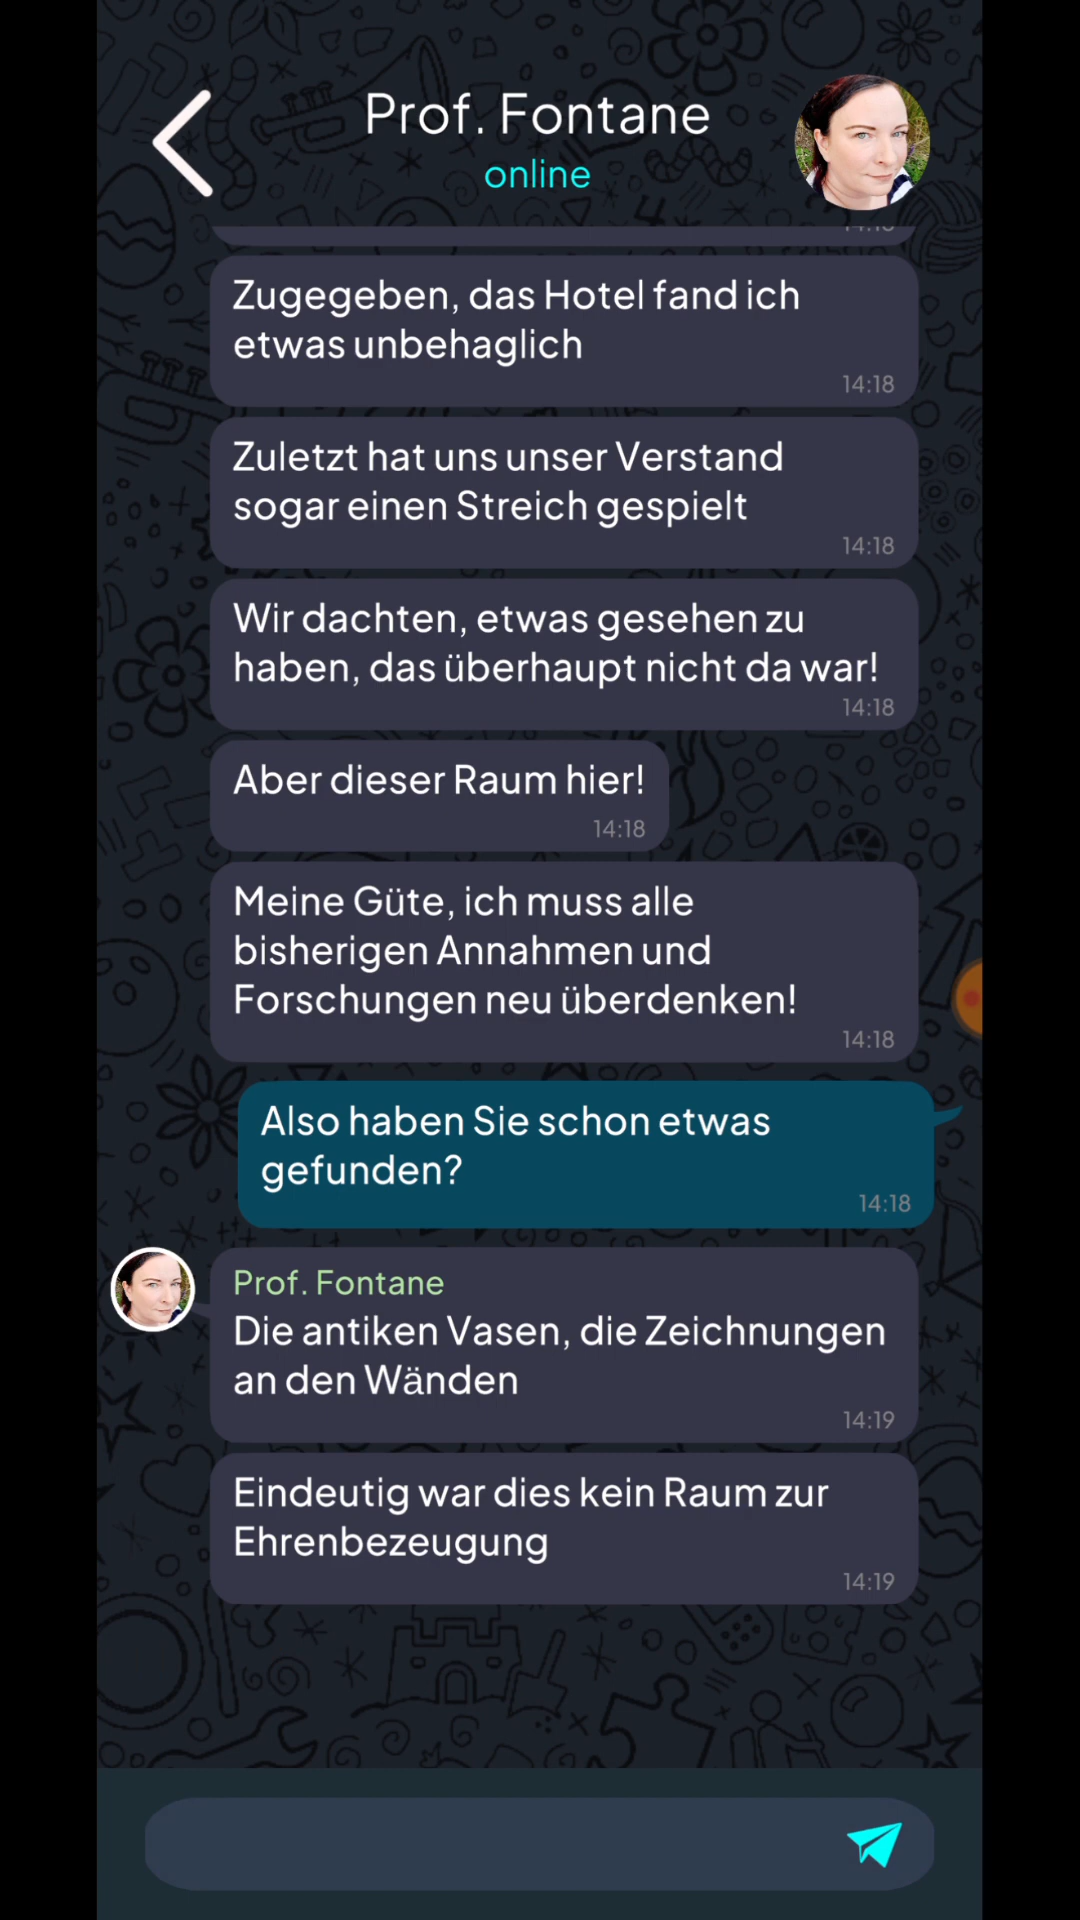 Prof. Fontane
online
Zugegeben, das Hotel fand ich
etwas unbehaglich
14:18
Zuletzt hat uns unser Verstand
sogar einen Streich gespielt
14:18
Wir dachten, etwas gesehen zu
haben, das überhaupt nicht da war!
14:18
Aber dieser Raum hier!
14:18
Meine Güte, ich muss alle
bisherigen Annahmen und
Forschungen neu überdenken!
14:18
Also haben Sie schon etwas
gefunden?
14:18
Prof. Fontane
Die antiken Vasen, die Zeichnungen
an den Wänden
14:19
Eindeutig war dies kein Raum zur
Ehrenbezeugung
14:19